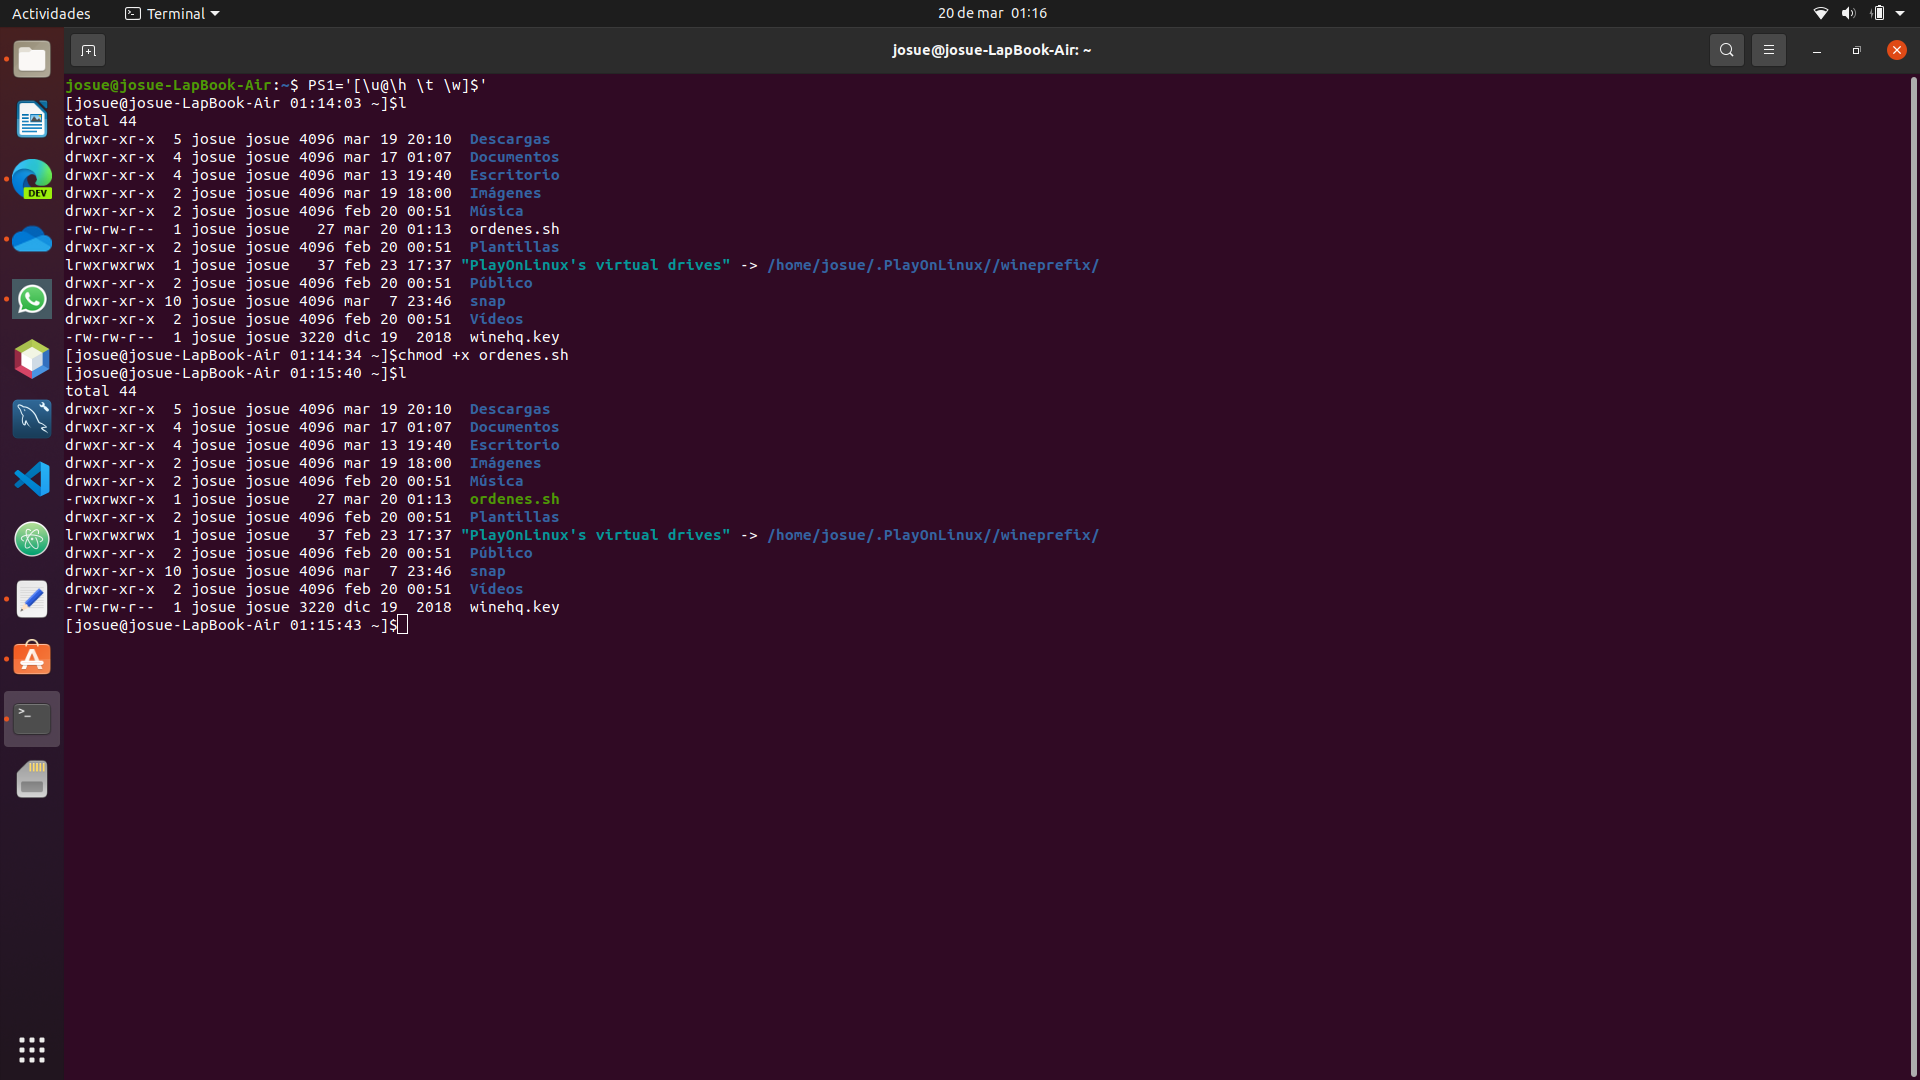 Actividades
Terminal
20 de mar 01:16
josue@josue-LapBook-Air: ~
josue@josue-LapBook-Air:~$ PS1='[\u@\h \t \w]$'
[josue@josue-LapBook-Air 01:14:03 ~]$l
total 44
drwxr-xr-x  5 josue josue 4096 mar 19 20:10  Descargas
drwxr-xr-x  4 josue josue 4096 mar 17 01:07  Documentos
drwxr-xr-x  4 josue josue 4096 mar 13 19:40  Escritorio
drwxr-xr-x  2 josue josue 4096 mar 19 18:00  Imágenes
drwxr-xr-x  2 josue josue 4096 feb 20 00:51  Música
-rw-rw-r--  1 josue josue   27 mar 20 01:13  ordenes.sh
drwxr-xr-x  2 josue josue 4096 feb 20 00:51  Plantillas
lrwxrwxrwx  1 josue josue   37 feb 23 17:37 "PlayOnLinux's virtual drives" -> /home/josue/.PlayOnLinux//wineprefix/
drwxr-xr-x  2 josue josue 4096 feb 20 00:51  Público
drwxr-xr-x 10 josue josue 4096 mar  7 23:46  snap
drwxr-xr-x  2 josue josue 4096 feb 20 00:51  Vídeos
-rw-rw-r--  1 josue josue 3220 dic 19  2018  winehq.key
[josue@josue-LapBook-Air 01:14:34 ~]$chmod +x ordenes.sh
[josue@josue-LapBook-Air 01:15:40 ~]$l
total 44
drwxr-xr-x  5 josue josue 4096 mar 19 20:10  Descargas
drwxr-xr-x  4 josue josue 4096 mar 17 01:07  Documentos
drwxr-xr-x  4 josue josue 4096 mar 13 19:40  Escritorio
drwxr-xr-x  2 josue josue 4096 mar 19 18:00  Imágenes
drwxr-xr-x  2 josue josue 4096 feb 20 00:51  Música
-rwxrwxr-x  1 josue josue   27 mar 20 01:13  ordenes.sh
drwxr-xr-x  2 josue josue 4096 feb 20 00:51  Plantillas
lrwxrwxrwx  1 josue josue   37 feb 23 17:37 "PlayOnLinux's virtual drives" -> /home/josue/.PlayOnLinux//wineprefix/
drwxr-xr-x  2 josue josue 4096 feb 20 00:51  Público
drwxr-xr-x 10 josue josue 4096 mar  7 23:46  snap
drwxr-xr-x  2 josue josue 4096 feb 20 00:51  Vídeos
-rw-rw-r--  1 josue josue 3220 dic 19  2018  winehq.key
[josue@josue-LapBook-Air 01:15:43 ~]$
DEV